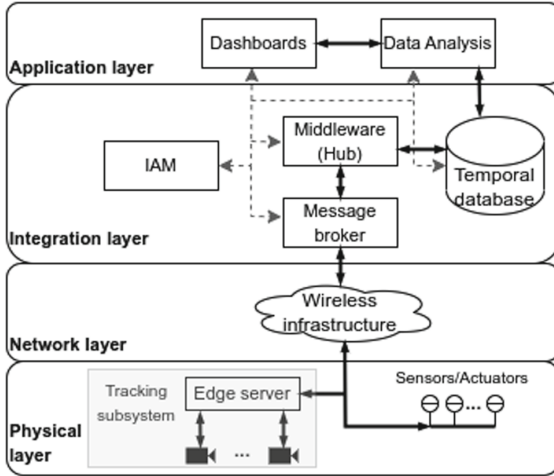 Dashboards
Data Analysis
Application layer
Middleware
(Hub)
IAM
Temporal
database
Message
broker
Integration layer
Wireless
infrastructure
Network layer
Tracking
subsystem
Edge server
Sensors/Actuators
...
...
Physical
layer